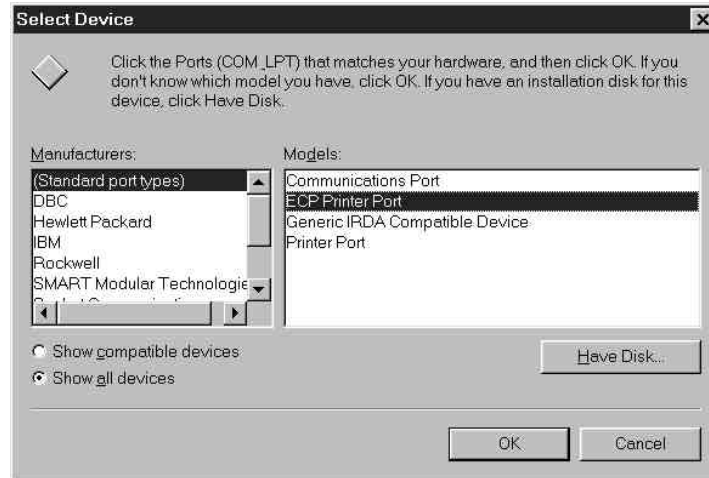 Select Device
Click the Ports (COM_LPT) that matches your hardware, and then click OK. If you
don't know which model you have, click OK. If you have an installation disk for this
device, click Have Disk.
Manufacturers:
(Standard port types)
DBC
Hewlett Packard
IBM
Rockwell
SMART Modular Technologie
Models:
Communications Port
ECP Printer Port
Generic IRDA Compatible Device
Printer Port
Show compatible devices
Show all devices
Have Disk...
OK
Cancel